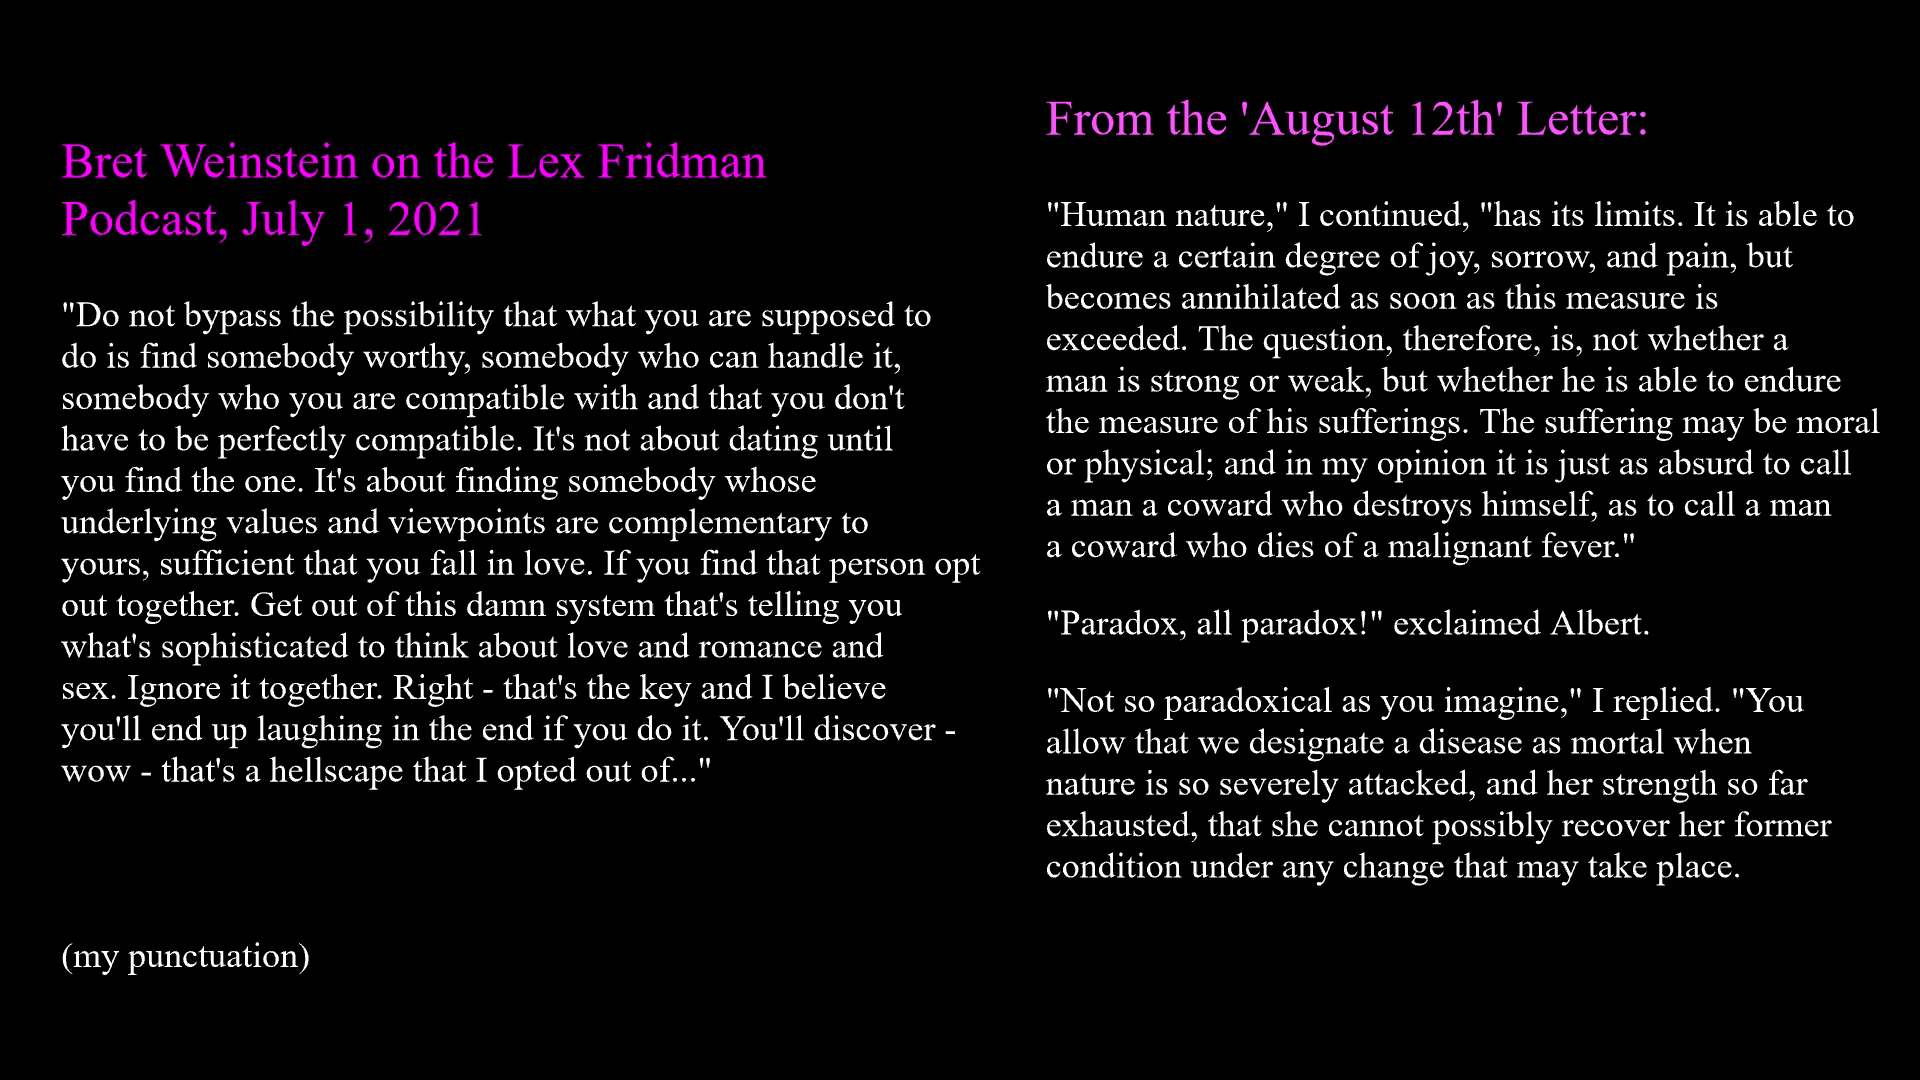 Bret Weinstein on the Lex Fridman
Podcast, July 1, 2021
"Do not bypass the possibility that what you are supposed to
do is find somebody worthy, somebody who can handle it,
somebody who you are compatible with and that you don't
have to be perfectly compatible. It's not about dating until
you find the one. It's about finding somebody whose
underlying values and viewpoints are complementary to
yours, sufficient that you fall in love. If you find that person opt
out together. Get out of this damn system that's telling you
what's sophisticated to think about love and romance and
sex. Ignore it together. Right - that's the key and I believe
you'll end up laughing in the end if you do it. You'll discover -
wow - that's a hellscape that I opted out of..."
(my punctuation)
From the 'August 12th' Letter:
"Human nature," I continued, "has its limits. It is able to
endure a certain degree of joy, sorrow, and pain, but
becomes annihilated as soon as this measure is
exceeded. The question, therefore, is, not whether a
man is strong or weak, but whether he is able to endure
the measure of his sufferings. The suffering may be moral
or physical; and in my opinion it is just as absurd to call
a man a coward who destroys himself, as to call a man
a coward who dies of a malignant fever."
"Paradox, all paradox!" exclaimed Albert.
"Not so paradoxical as you imagine," I replied. "You
allow that we designate a disease as mortal when
nature is so severely attacked, and her strength so far
exhausted, that she cannot possibly recover her former
condition under any change that may take place.